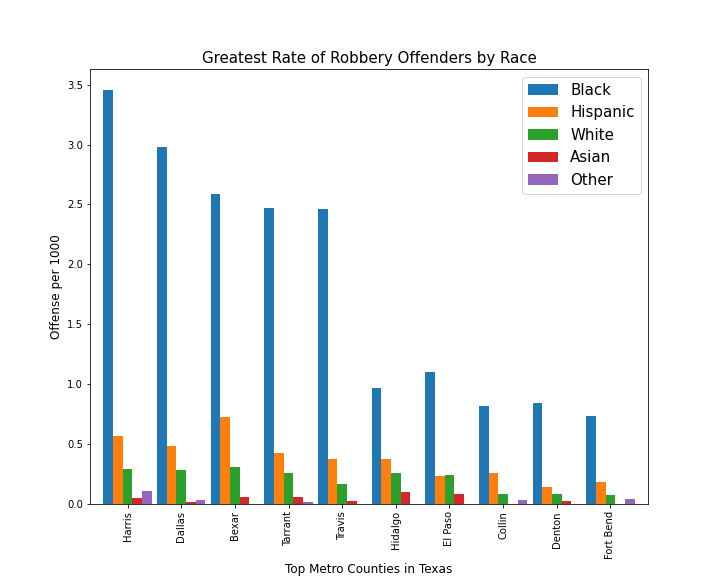 Greatest Rate of Robbery Offenders by Race
Black
Hispanic
White
Asian
Other
Offense per 1000
3.5
3.0
2.5
2.0
1.5
1.0
0.5
0.0
Harris
Dallas
Bexar
Tarrant
Travis
Hidalgo
El Paso
Collin
Denton
Fort Bend
Top Metro Counties in Texas